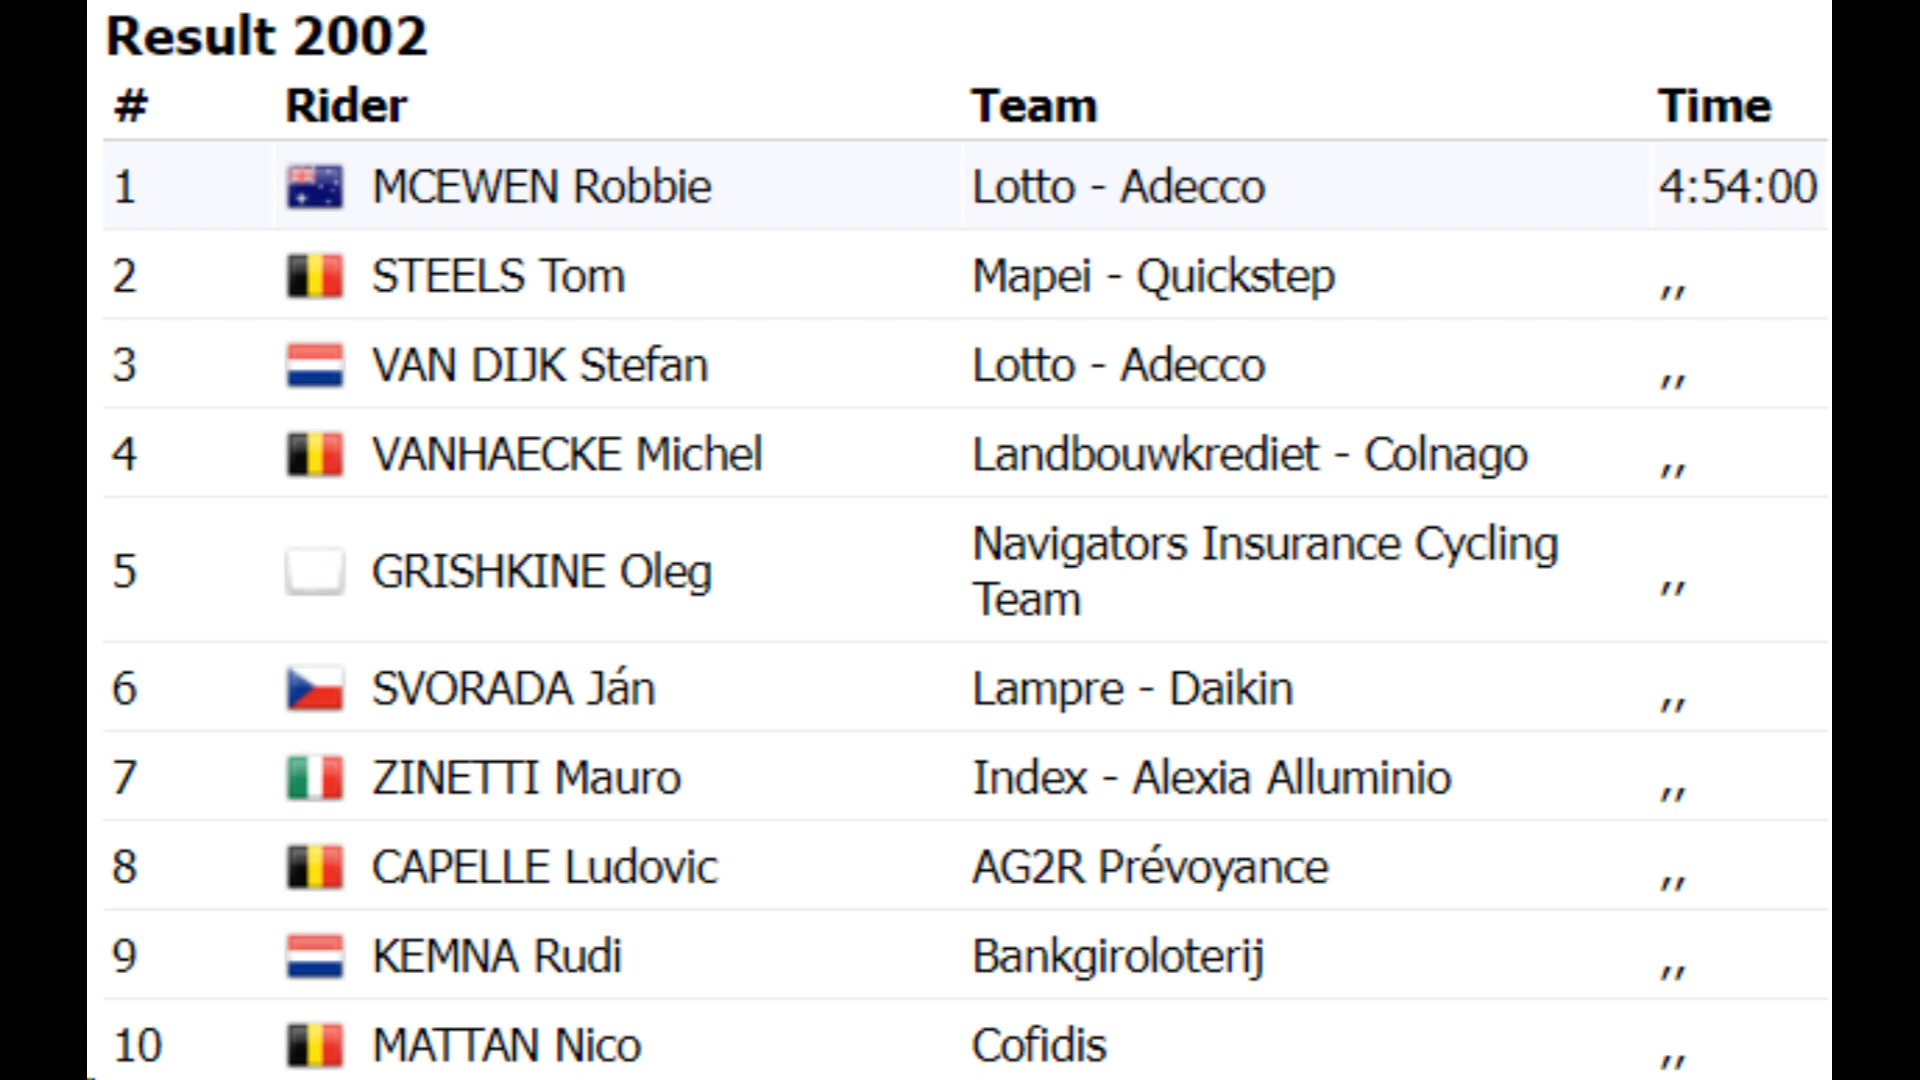 Result 2002
# Rider Team Time
1 MCEWEN Robbie Lotto - Adecco 4:54:00
2 STEELS Tom Mapei - Quickstep ,,
3 VAN DIJK Stefan Lotto - Adecco ,,
4 VANHAECKE Michel Landbouwkrediet - Colnago ,,
5 GRISHKINE Oleg Navigators Insurance Cycling
Team ,,
6 SVORADA Ján Lampre - Daikin ,,
7 ZINETTI Mauro Index - Alexia Alluminio ,,
8 CAPELLE Ludovic AG2R Prévoyance ,,
9 KEMNA Rudi Bankgiroloterij ,,
10 MATTAN Nico Cofidis ,,